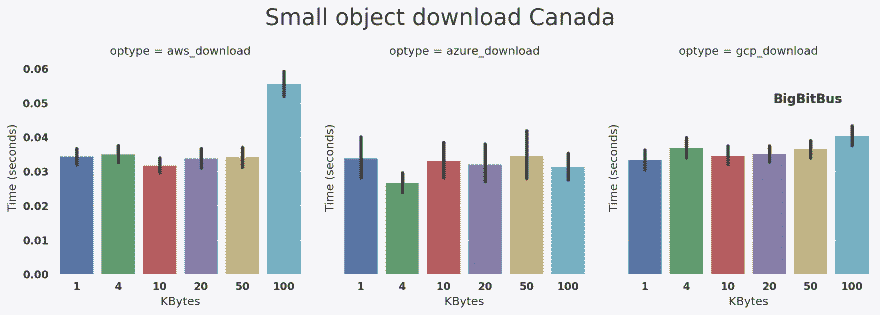 Small object download Canada
optype = aws_download
optype = azure_download
optype = gcp_download
BigBitBus
Time (seconds)
0.06
0.05
0.04
0.03
0.02
0.01
0.00
1 4 10 20 50 100
KBytes
Time (seconds)
1 4 10 20 50 100
KBytes
Time (seconds)
1 4 10 20 50 100
KBytes